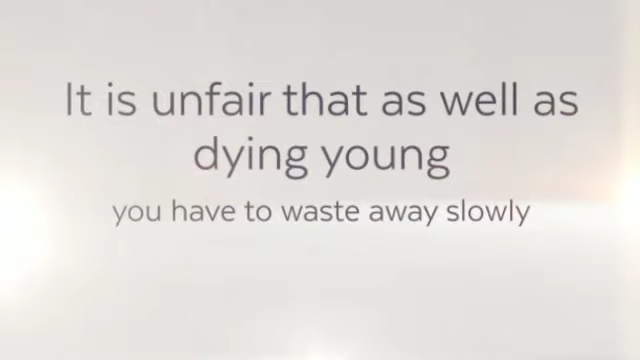 It is unfair that as well as
dying young
you have to waste away slowly